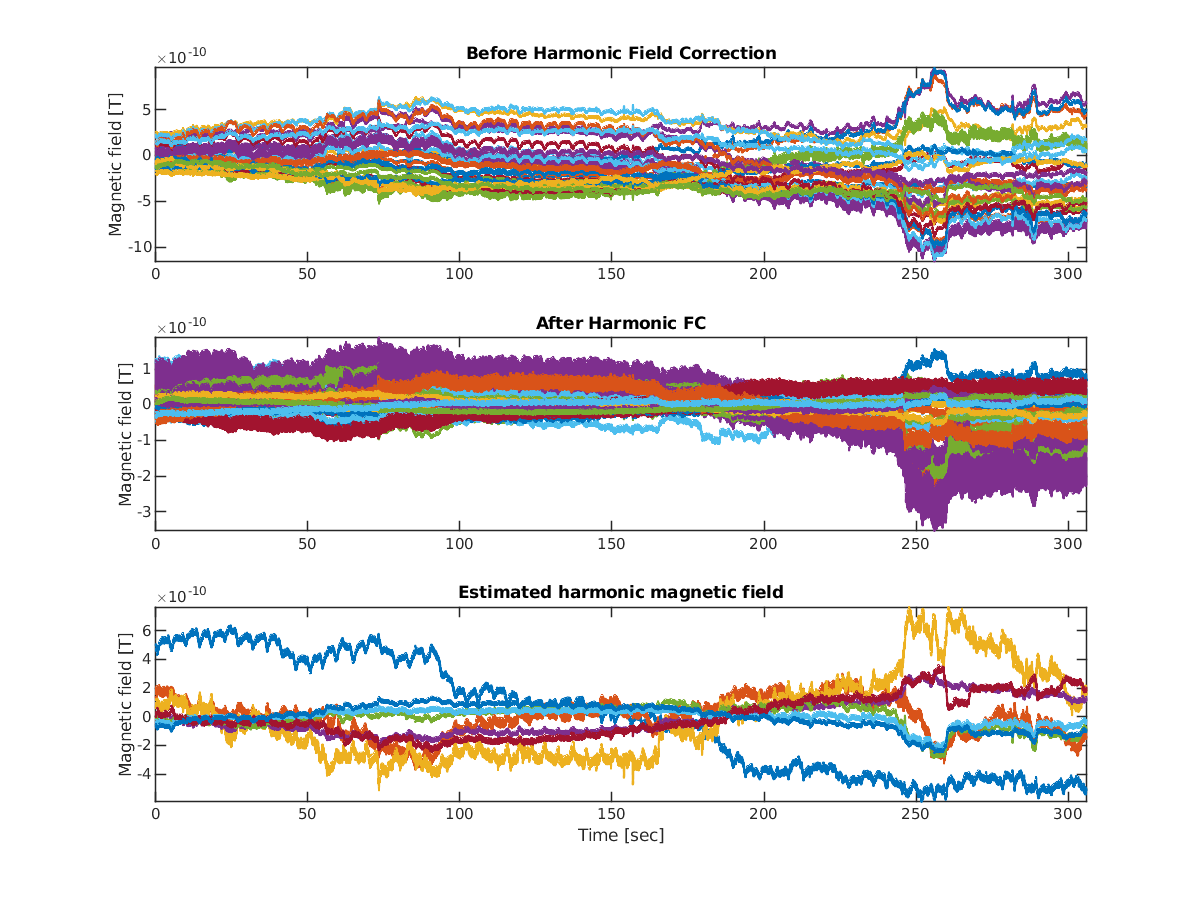 Before Harmonic Field Correction
×10⁻¹⁰
Magnetic field [T]
5
0
-5
-10
0 50 100 150 200 250 300
After Harmonic FC
×10⁻¹⁰
Magnetic field [T]
1
0
-1
-2
-3
0 50 100 150 200 250 300
Estimated harmonic magnetic field
×10⁻¹⁰
Magnetic field [T]
6
4
2
0
-2
-4
0 50 100 150 200 250 300
Time [sec]